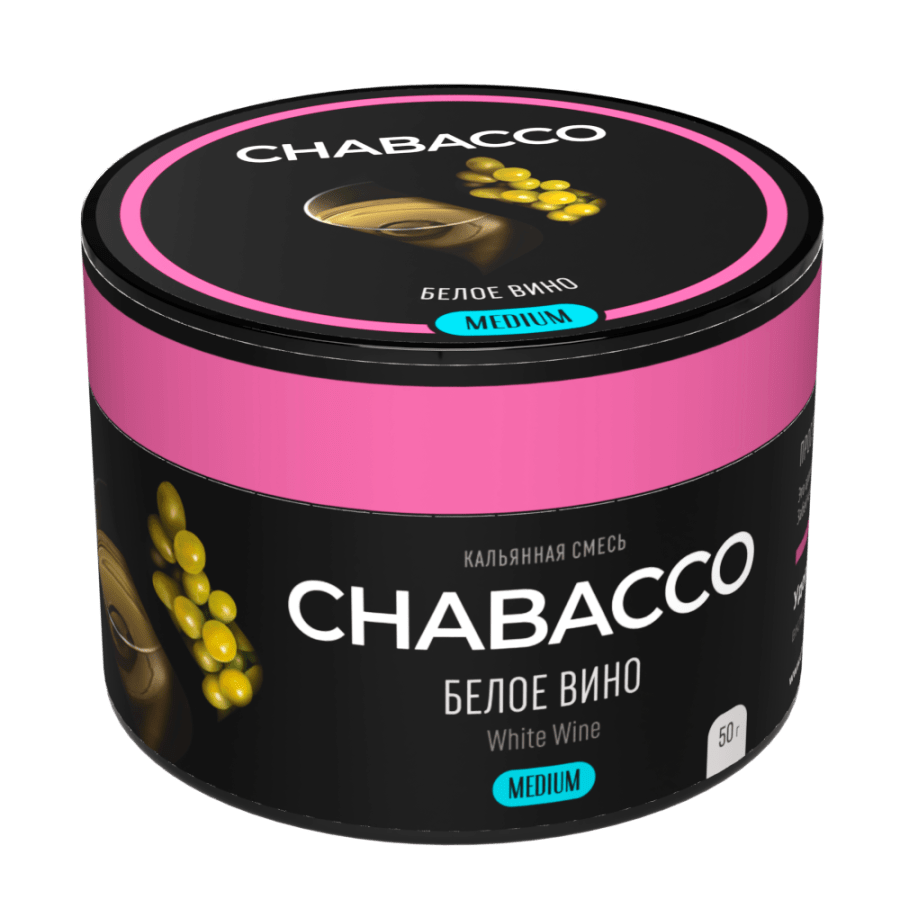 CHABACCO
БЕЛОЕ ВИНО
MEDIUM
КАЛЬЯННАЯ СМЕСЬ
CHABACCO
БЕЛОЕ ВИНО
White Wine
MEDIUM
50 г